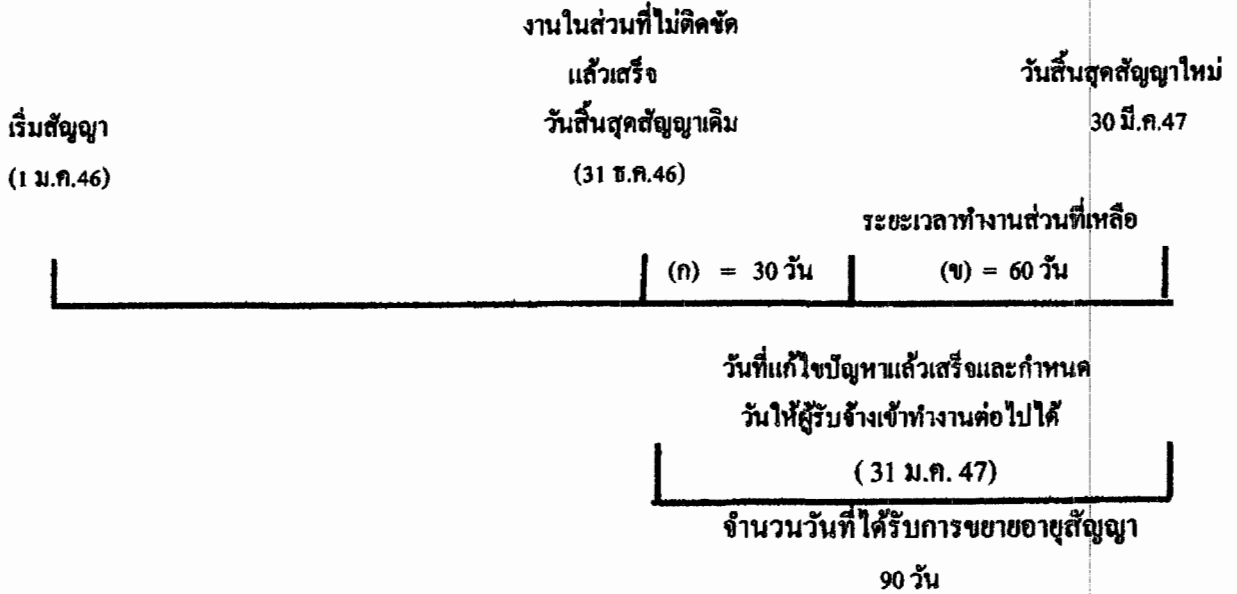 งานในส่วนที่ไม่ติดขัด
แล้วเสร็จ
วันสิ้นสุดสัญญาใหม่
เริ่มสัญญา
วันสิ้นสุดสัญญาเดิม
30 มี.ค.47
(1 ม.ค.46)
(31 ธ.ค.46)
ระยะเวลาทำงานส่วนที่เหลือ
(ก) = 30 วัน
(ข) = 60 วัน
วันที่แก้ไขปัญหาแล้วเสร็จและกำหนด
วันให้ผู้รับจ้างเข้าทำงานต่อไปได้
( 31 ม.ค. 47)
จำนวนวันที่ได้รับการขยายอายุสัญญา
90 วัน